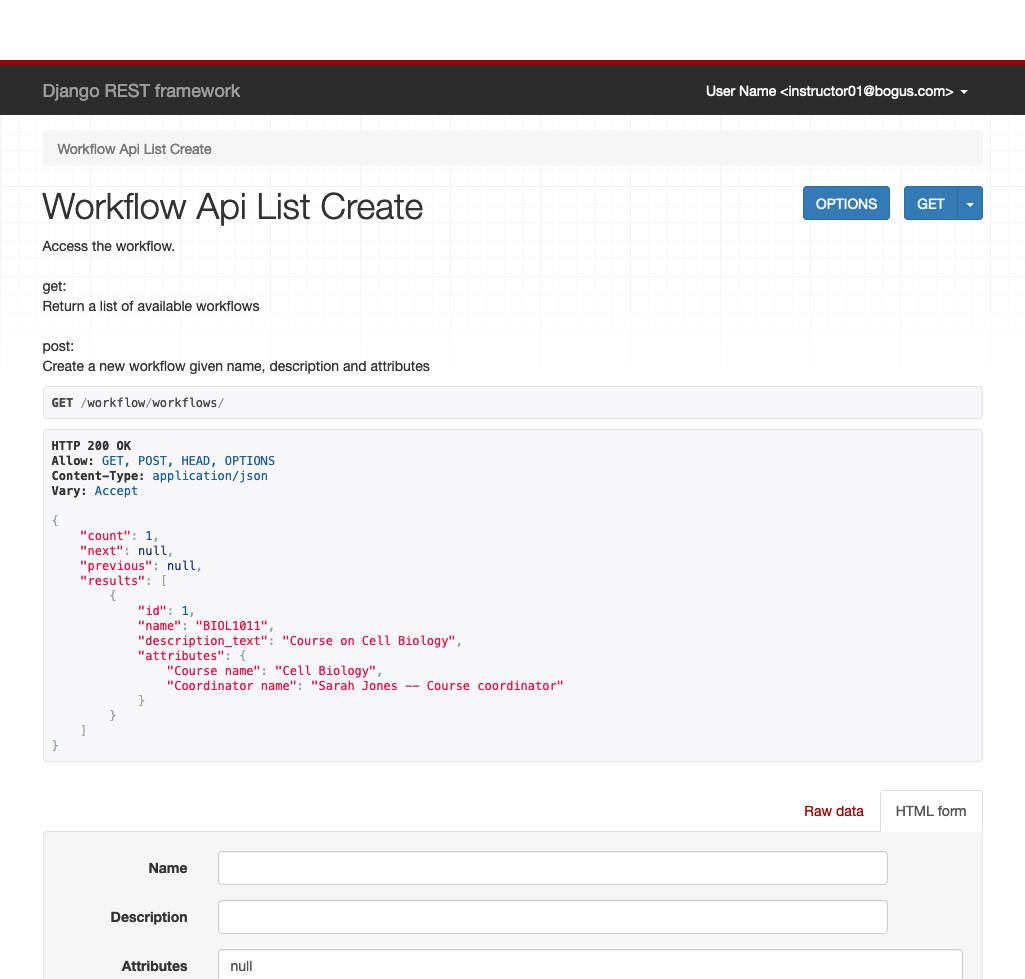 Django REST framework
User Name <instructor01@bogus.com>
Workflow Api List Create
Workflow Api List Create
OPTIONS
GET
Access the workflow.
get:
Return a list of available workflows
post:
Create a new workflow given name, description and attributes
GET /workflow/workflows/
HTTP 200 OK
Allow: GET, POST, HEAD, OPTIONS
Content-Type: application/json
Vary: Accept
{
    "count": 1,
    "next": null,
    "previous": null,
    "results": [
        {
            "id": 1,
            "name": "BIOL1011",
            "description_text": "Course on Cell Biology",
            "attributes": {
                "Course name": "Cell Biology",
                "Coordinator name": "Sarah Jones -- Course coordinator"
            }
        }
    ]
}
Raw data
HTML form
Name
Description
Attributes
null